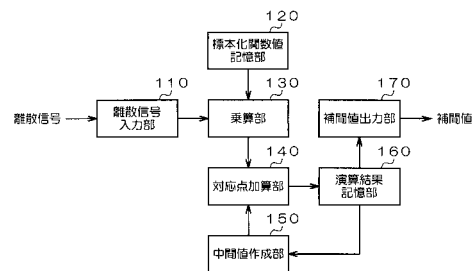 120
標本化関数値
記憶部
110
130
170
離散信号
離散信号
入力部
乗算部
補間値出力部
補間値
140
160
対応点加算部
演算結果
記憶部
150
中間値作成部